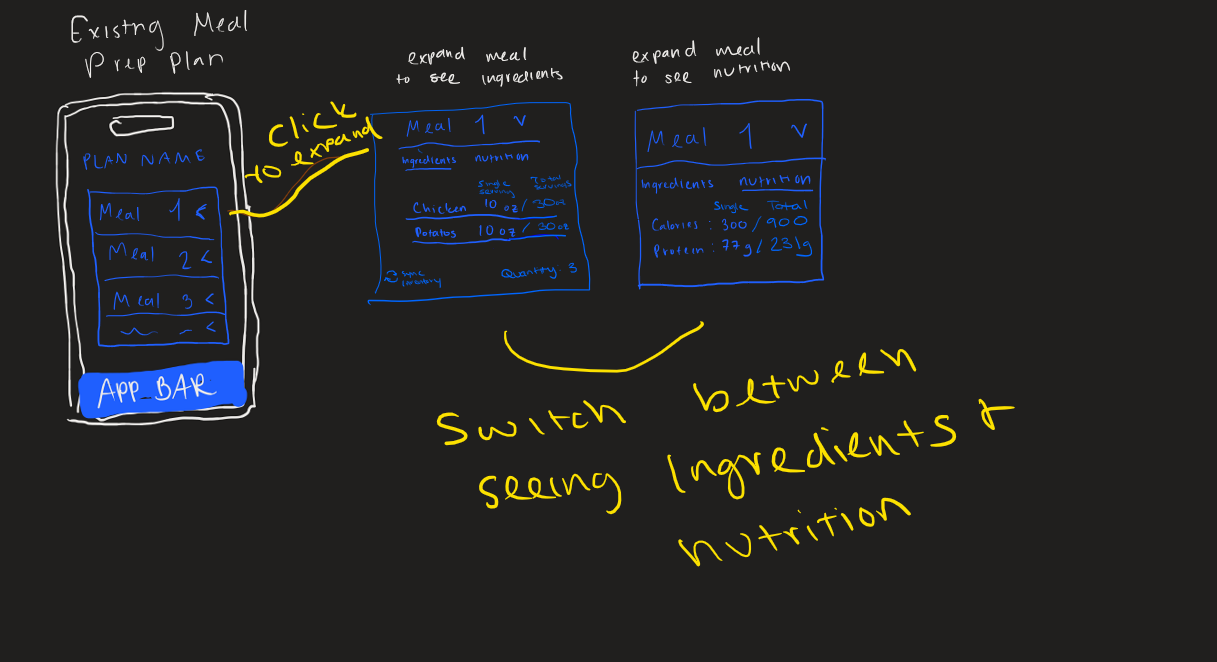 Existng Meal
Prep Plan
PLAN NAME
Meal 1 <
Meal 2 <
Meal 3 <
<
APP BAR
Click
to expand
expand meal
to see ingredients
Meal 1 v
Ingredients nutrition
Single serving Total servings
Chicken 10 oz / 30oz
Potatos 10 oz / 30 oz
sync inventory
Quantity: 3
expand meal
to see nutrition
Meal 1 v
Ingredients nutrition
Single Total
Calories : 300 / 900
Protein : 77g / 231g
Switch between
seeing Ingredients +
nutrition